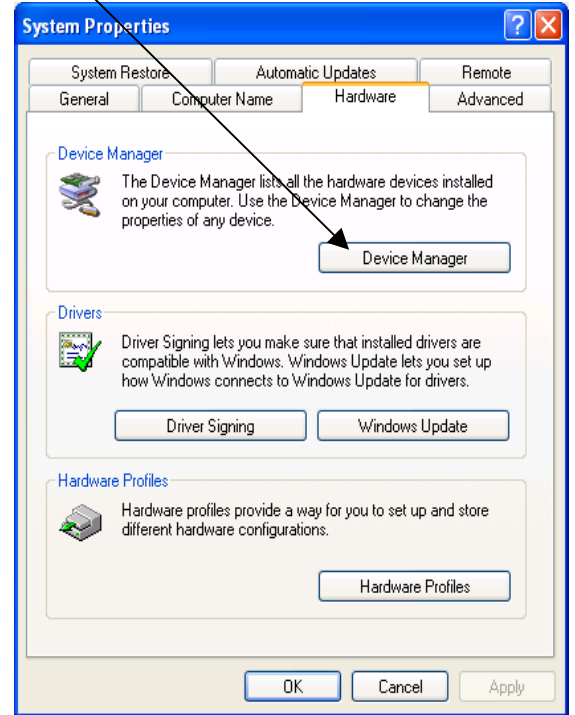 System Properties
System Restore Automatic Updates Remote
General Computer Name Hardware Advanced
Device Manager
The Device Manager lists all the hardware devices installed
on your computer. Use the Device Manager to change the
properties of any device.
Device Manager
Drivers
Driver Signing lets you make sure that installed drivers are
compatible with Windows. Windows Update lets you set up
how Windows connects to Windows Update for drivers.
Driver Signing Windows Update
Hardware Profiles
Hardware profiles provide a way for you to set up and store
different hardware configurations.
Hardware Profiles
OK Cancel Apply